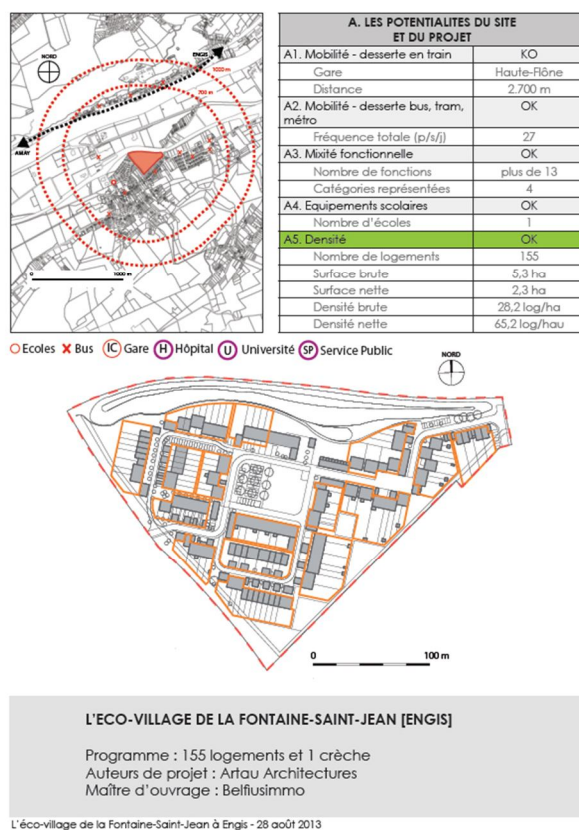 NORD
ENGIS
1000 m
700 m
AMAY
1000 m
A. LES POTENTIALITES DU SITE
ET DU PROJET
A1. Mobilité - desserte en train KO
Gare Haute-Flône
Distance 2.700 m
A2. Mobilité - desserte bus, tram, métro OK
Fréquence totale (p/s/j) 27
A3. Mixité fonctionnelle OK
Nombre de fonctions plus de 13
Catégories représentées 4
A4. Equipements scolaires OK
Nombre d'écoles 1
A5. Densité OK
Nombre de logements 155
Surface brute 5,3 ha
Surface nette 2,3 ha
Densité brute 28,2 log/ha
Densité nette 65,2 log/hau
Ecoles X Bus IC Gare H Hôpital U Université SP Service Public
NORD
0 100 m
L'ECO-VILLAGE DE LA FONTAINE-SAINT-JEAN [ENGIS]
Programme : 155 logements et 1 crèche
Auteurs de projet : Artau Architectures
Maître d'ouvrage : Belfiusimmo
L'éco-village de la Fontaine-Saint-Jean à Engis - 28 août 2013